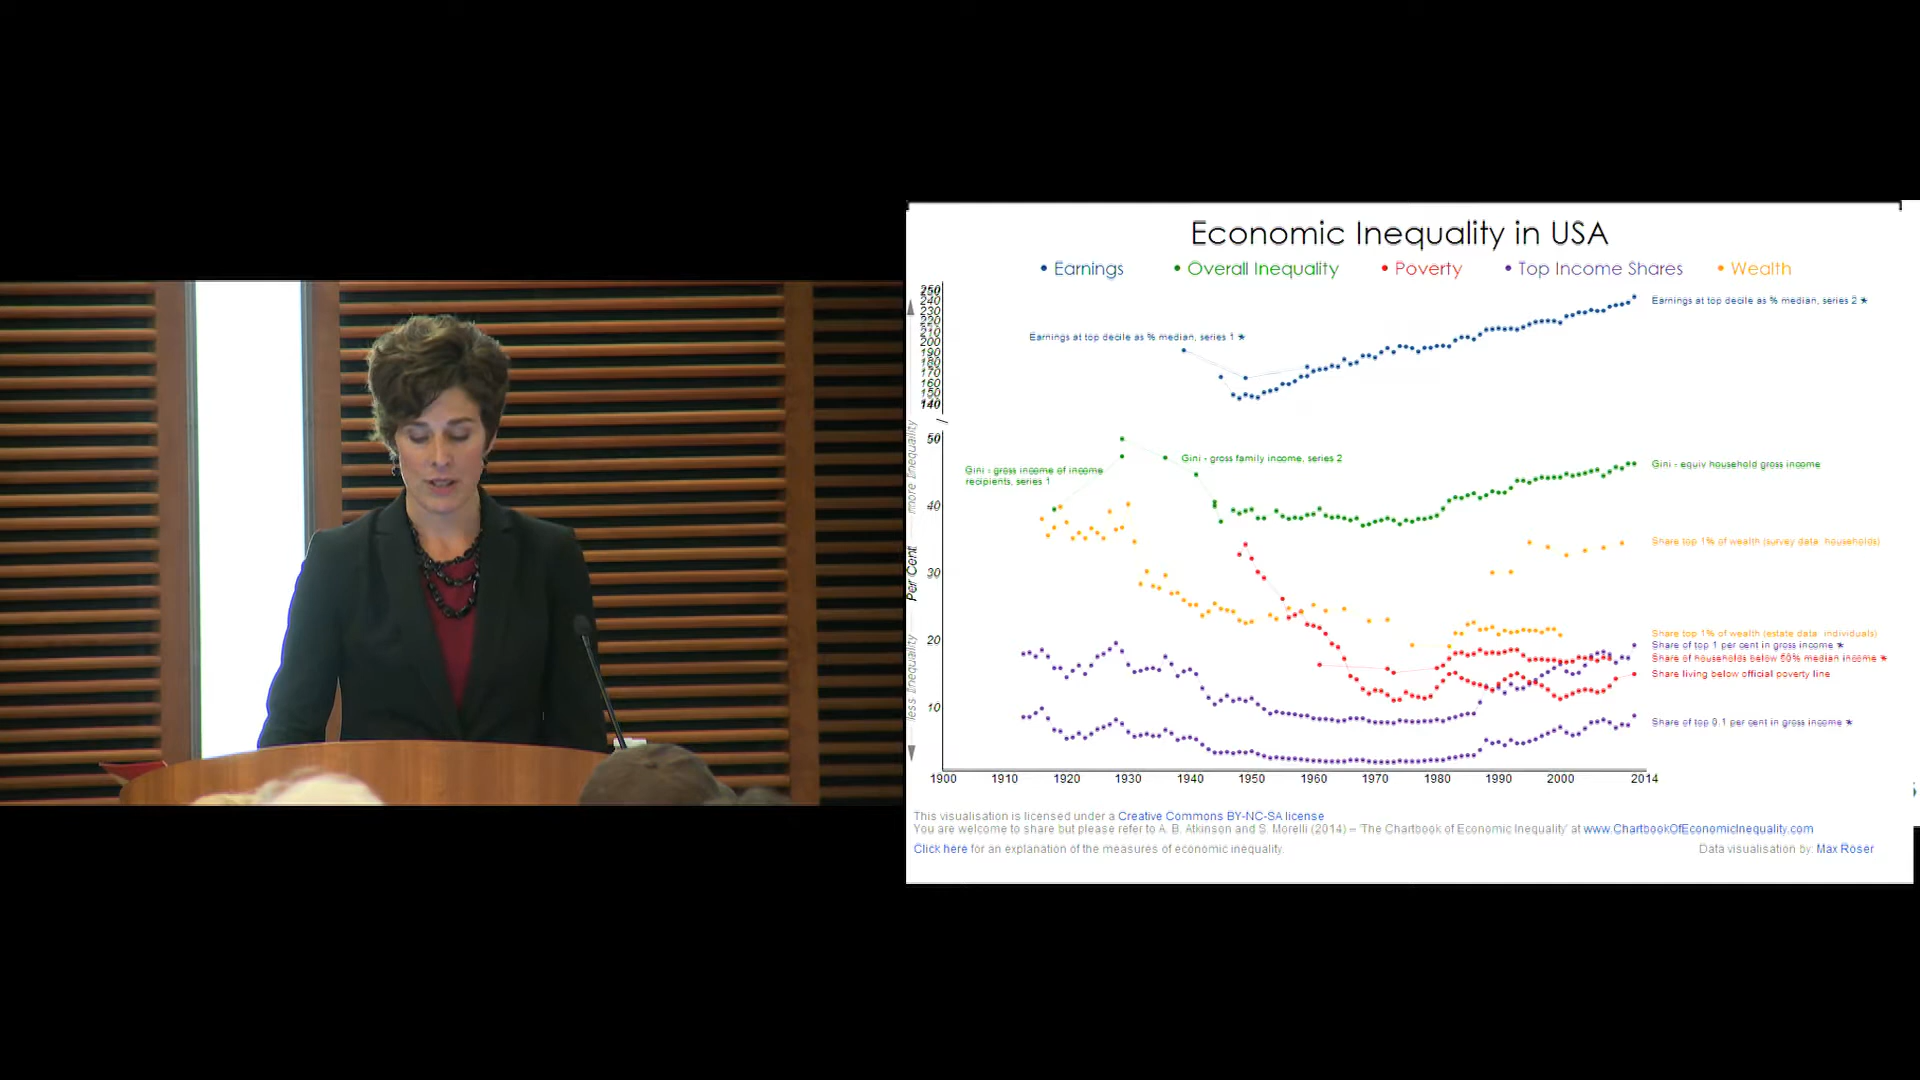 Economic Inequality in USA
• Earnings • Overall Inequality • Poverty • Top Income Shares • Wealth
250
240
230
220
210
200
190
180
170
160
150
140
50
40
30
20
10
more Inequality
Per Cent
less Inequality
Earnings at top decile as % median, series 2 ★
Earnings at top decile as % median, series 1 ★
Gini - gross income of income
recipients, series 1
Gini - gross family income, series 2
Gini - equiv household gross income
Share top 1% of wealth (survey data households)
Share top 1% of wealth (estate data individuals)
Share of top 1 per cent in gross income ★
Share of households below 60% median income ★
Share living below official poverty line
Share of top 0.1 per cent in gross income ★
1900 1910 1920 1930 1940 1950 1960 1970 1980 1990 2000 2014
This visualisation is licensed under a Creative Commons BY-NC-SA license
You are welcome to share but please refer to A. B. Atkinson and S. Morelli (2014) – 'The Chartbook of Economic Inequality' at www.ChartbookOfEconomicInequality.com
Click here for an explanation of the measures of economic inequality.
Data visualisation by: Max Roser